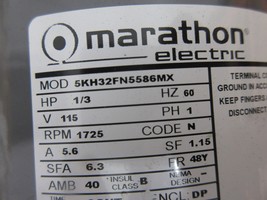 marathon
electric
MOD 5KH32FN5586MX
HP 1/3 HZ 60
V 115 PH 1
RPM 1725 CODE N
A 5.6 SF 1.15
SFA 6.3 FR 48Y
AMB 40 INSUL CLASS B NEMA DESIGN -
ENCL DP
TERMINAL CO
GROUND IN ACCO
KEEP FINGERS
DISCONNECT